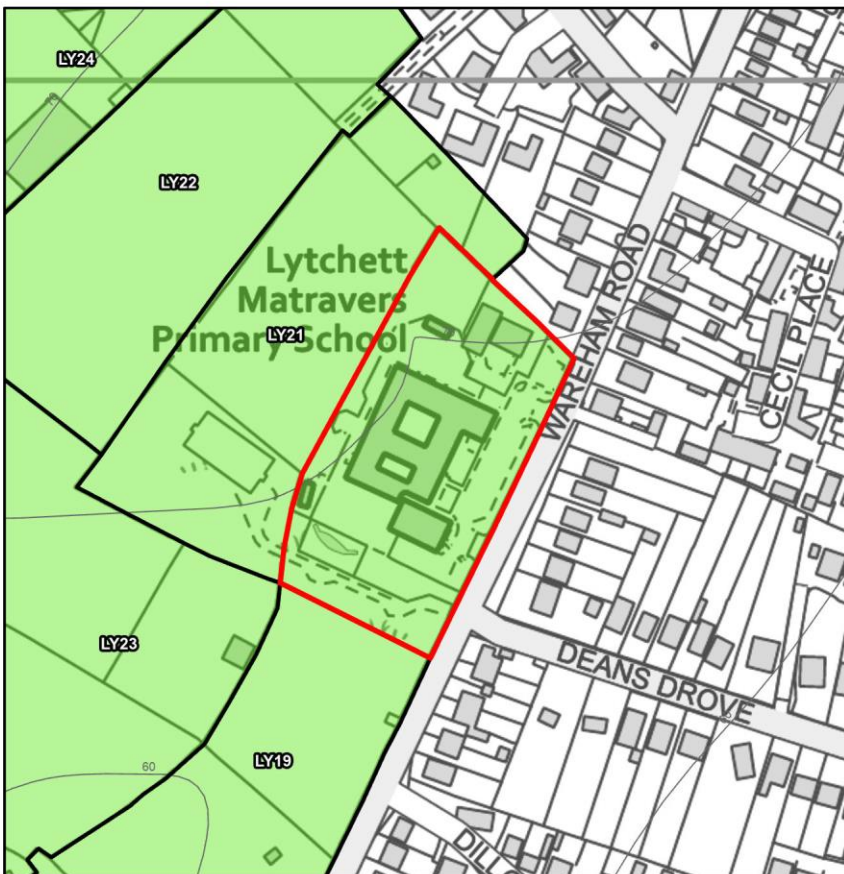 LY24
LY22
Lytchett
Matravers
Primary School
LY21
WAREHAM ROAD
CECIL PLACE
DEANS DROVE
LY23
LY19
60